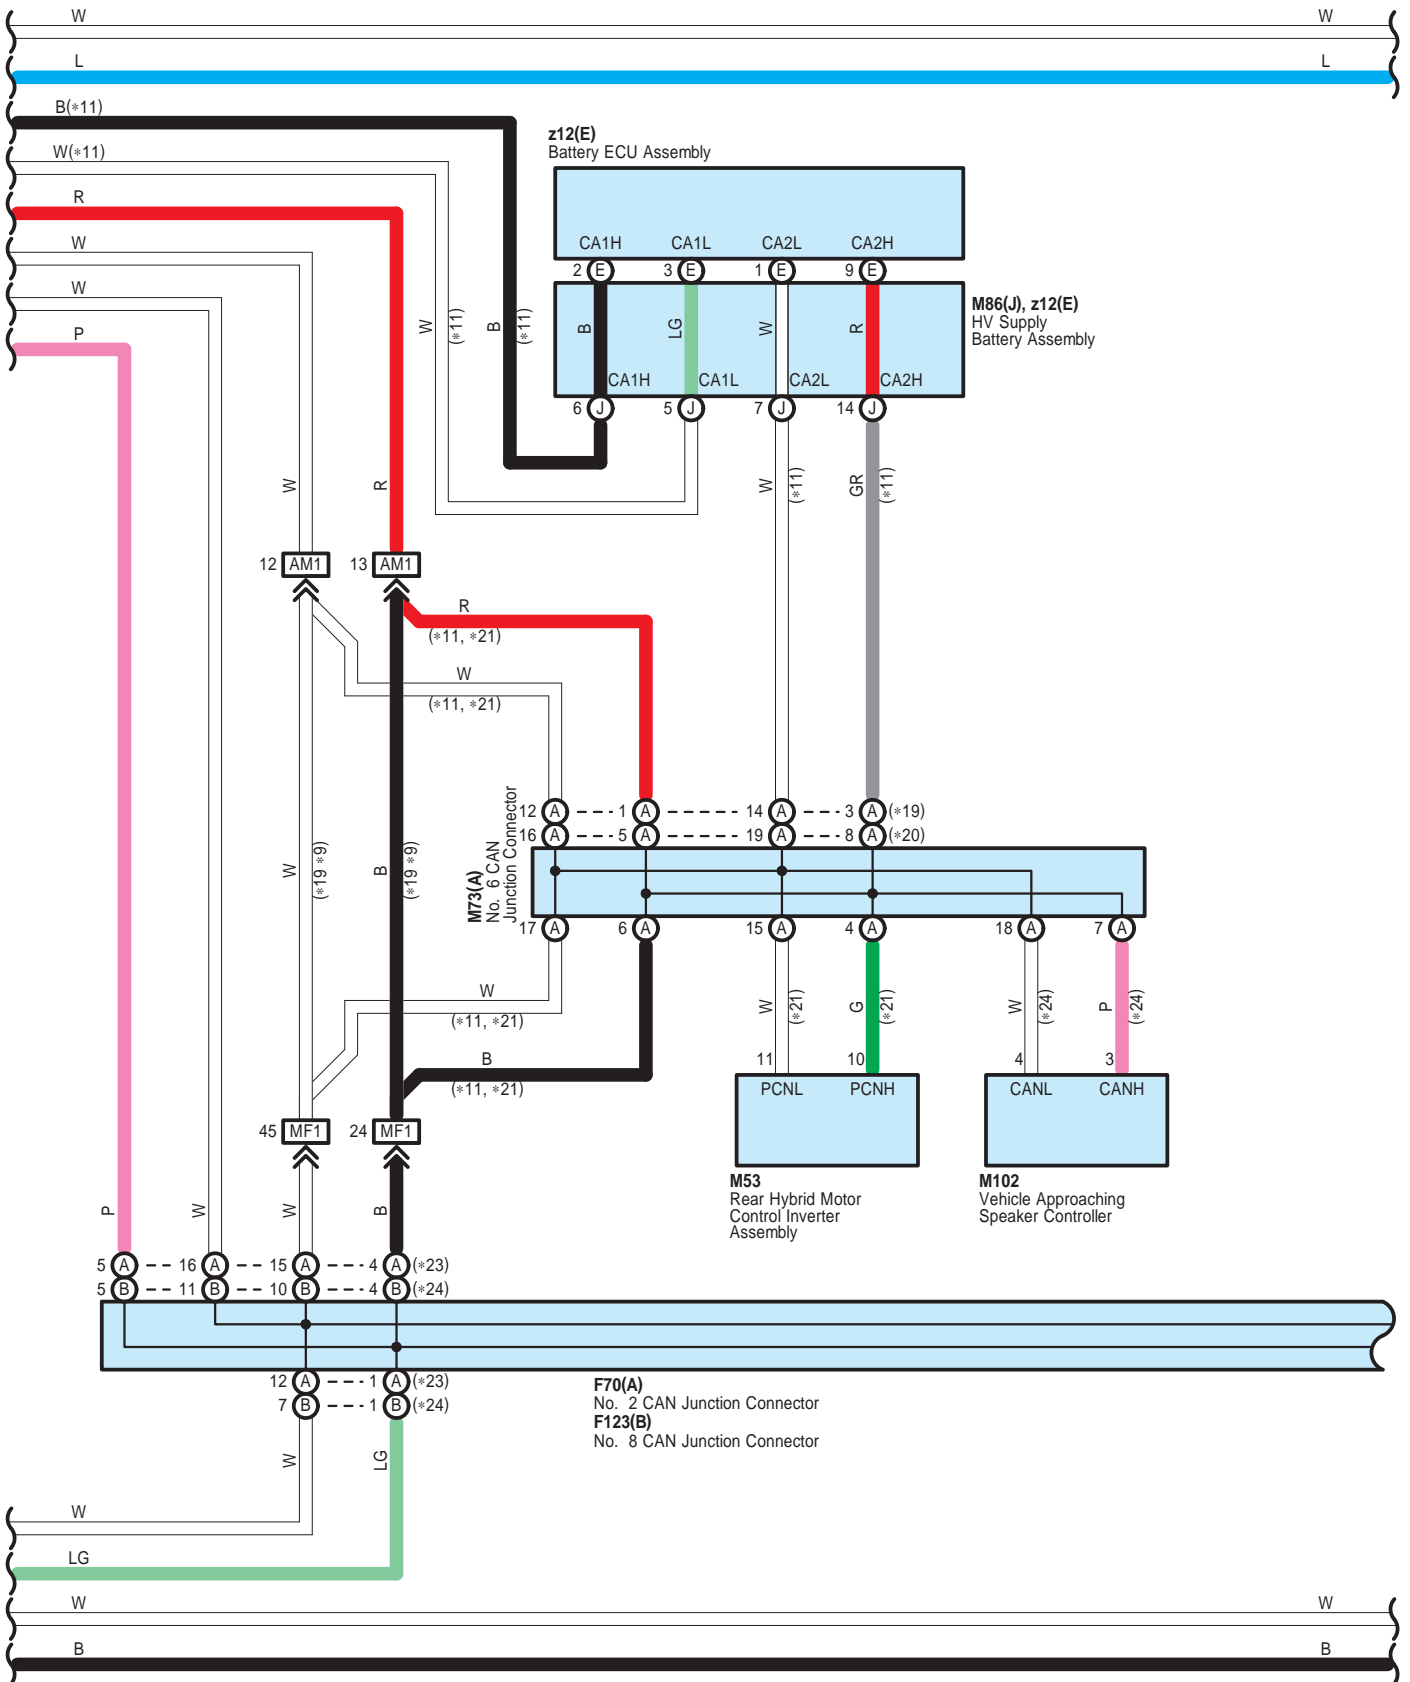 W W
L L
B(*11)
W(*11)
R
W
W
P
z12(E)
Battery ECU Assembly
CA1H CA1L CA2L CA2H
2 E 3 E 1 E 9 E
M86(J), z12(E)
HV Supply
Battery Assembly
W (*11) B (*11) B LG W R
CA1H CA1L CA2L CA2H
6 J 5 J 7 J 14 J
W R W (*11) GR (*11)
12 AM1 13 AM1
R
(*11, *21)
W
(*11, *21)
M73(A)
No. 6 CAN
Junction Connector
12 A 1 A 14 A 3 A (*19)
16 A 5 A 19 A 8 A (*20)
W (*19 *9) B (*19 *9)
17 A 6 A 15 A 4 A 18 A 7 A
W
(*11, *21)
W (*21) G (*21) W (*24) P (*24)
B
(*11, *21)
11 10 4 3
PCNL PCNH CANL CANH
45 MF1 24 MF1
M53
Rear Hybrid Motor
Control Inverter
Assembly
M102
Vehicle Approaching
Speaker Controller
P W W B
5 A 16 A 15 A 4 A (*23)
5 B 11 B 10 B 4 B (*24)
12 A 1 A (*23)
7 B 1 B (*24)
F70(A)
No. 2 CAN Junction Connector
F123(B)
No. 8 CAN Junction Connector
W LG
W
LG
W W
B B